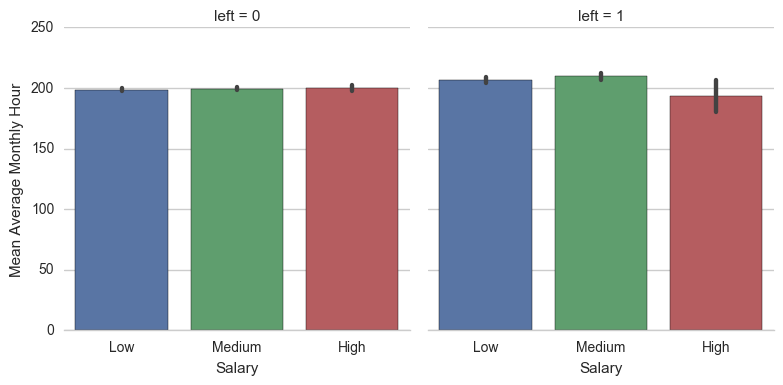 left = 0
left = 1
Mean Average Monthly Hour
250
200
150
100
50
0
Low Medium High
Low Medium High
Salary
Salary